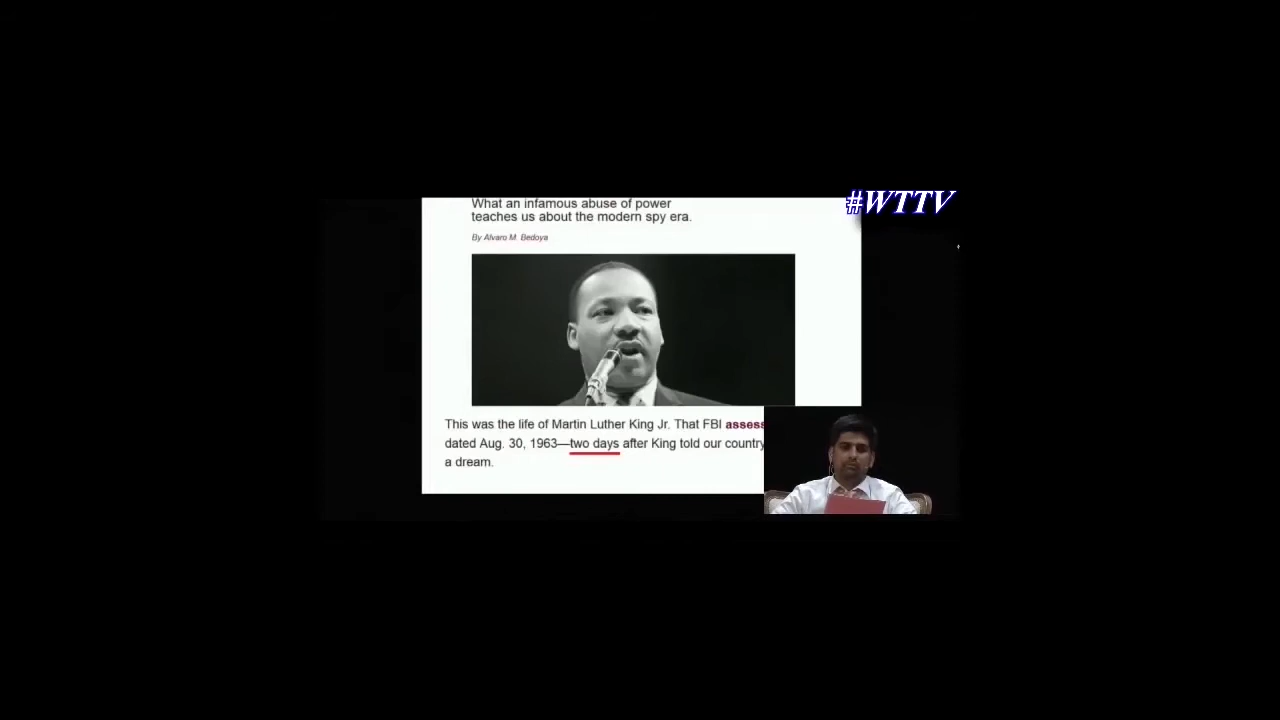 #WTTV
What an infamous abuse of power
teaches us about the modern spy era.
By Alvaro M. Bedoya
This was the life of Martin Luther King Jr. That FBI assess
dated Aug. 30, 1963—two days after King told our country
a dream.